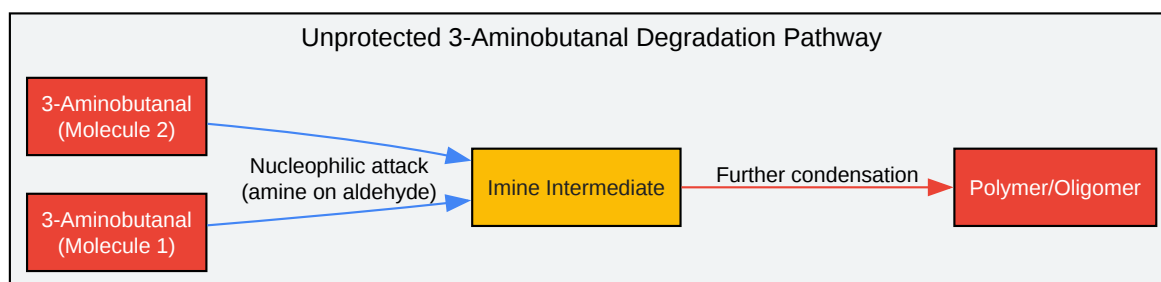 Unprotected 3-Aminobutanal Degradation Pathway
3-Aminobutanal
(Molecule 2)
Nucleophilic attack
(amine on aldehyde)
Imine Intermediate
Further condensation
Polymer/Oligomer
3-Aminobutanal
(Molecule 1)